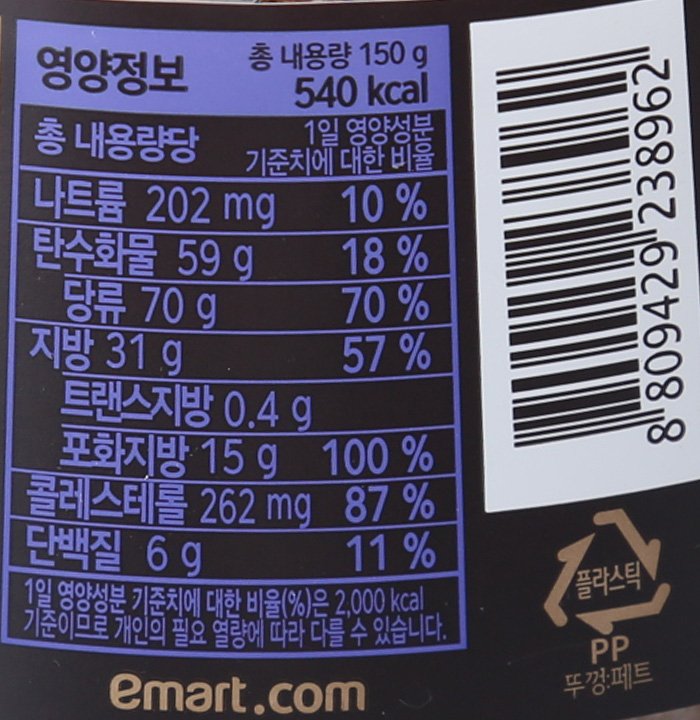 영양정보 총 내용량 150 g
540 kcal
총 내용량당 1일 영양성분
기준치에 대한 비율
나트륨 202 mg 10 %
탄수화물 59 g 18 %
당류 70 g 70 %
지방 31 g 57 %
트랜스지방 0.4 g
포화지방 15 g 100 %
콜레스테롤 262 mg 87 %
단백질 6 g 11 %
1일 영양성분 기준치에 대한 비율(%)은 2,000 kcal
기준이므로 개인의 필요 열량에 따라 다를 수 있습니다.
emart.com
8 809429 238962
플라스틱
PP
뚜껑:페트